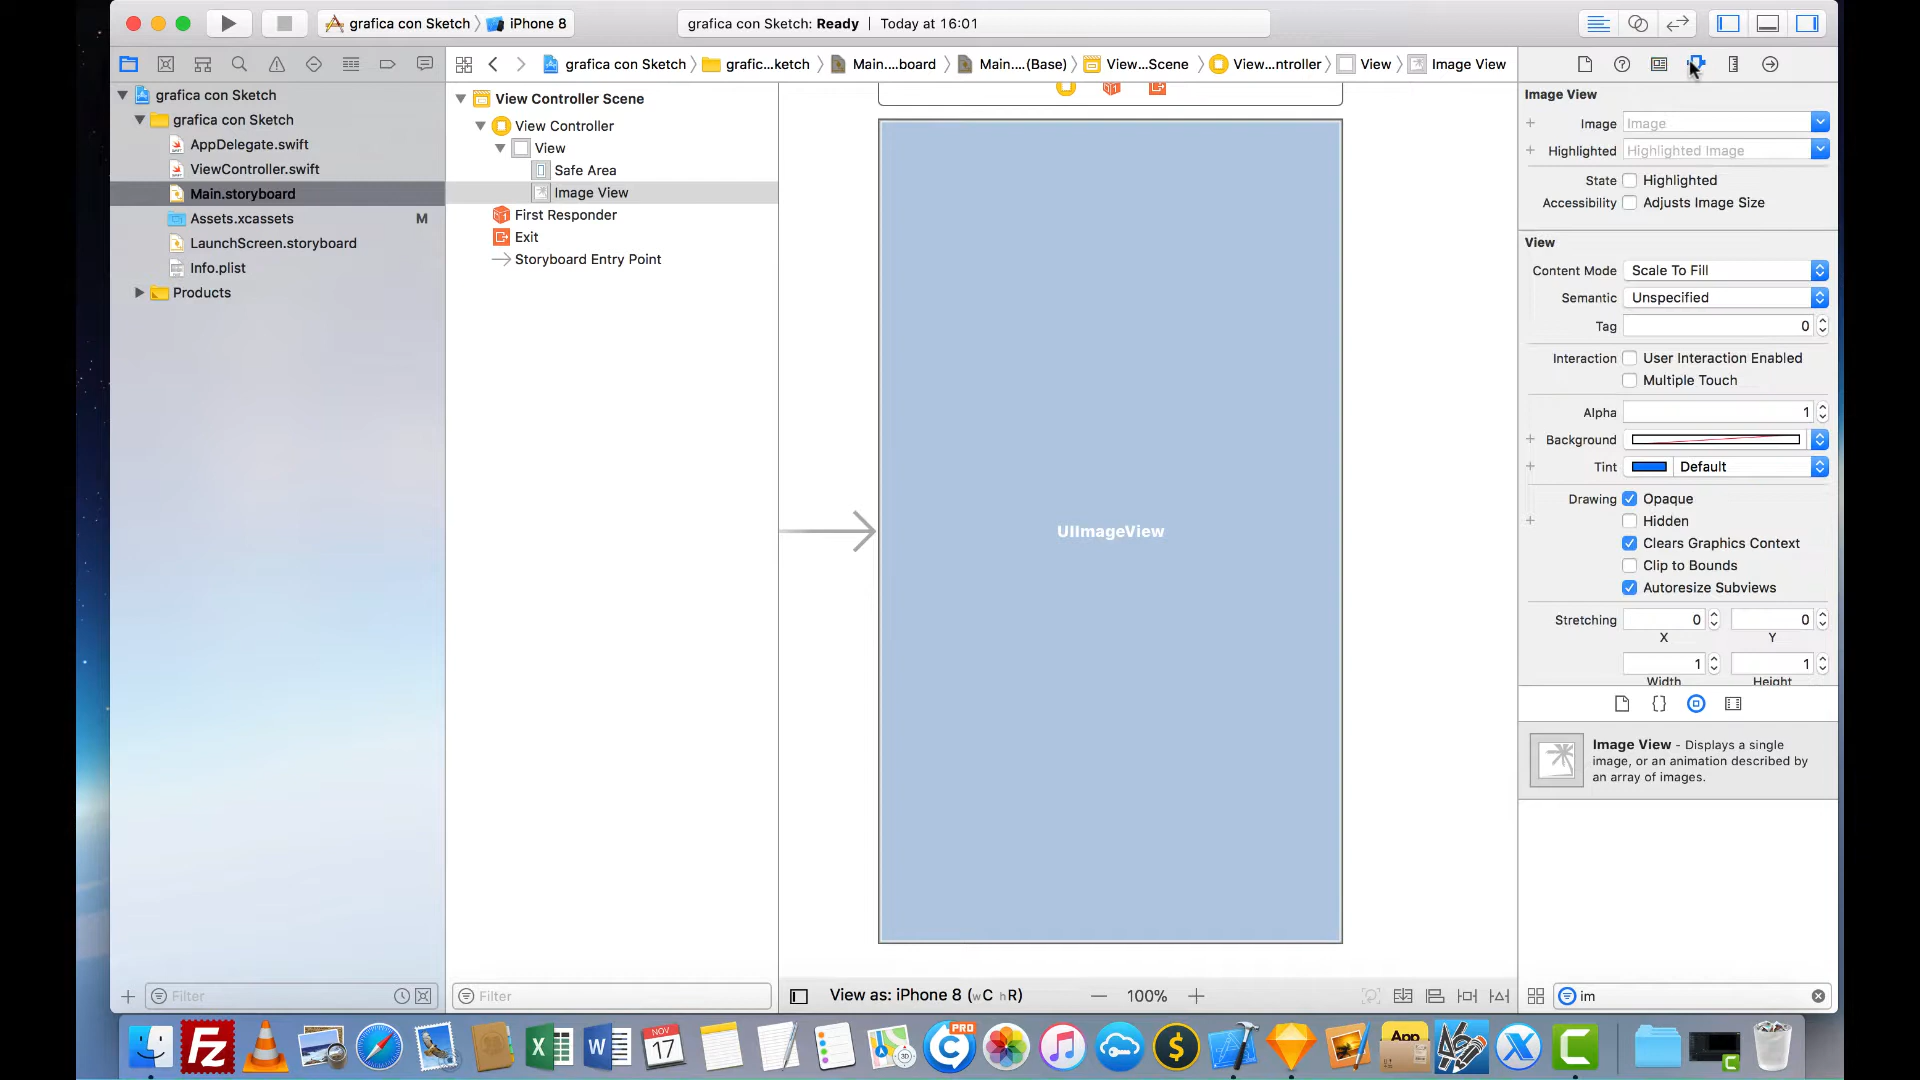 grafica con Sketch
iPhone 8
grafica con Sketch: Ready
Today at 16:01
grafica con Sketch
grafic...ketch
Main....board
Main....(Base)
View...Scene
View...ntroller
View
Image View
grafica con Sketch
grafica con Sketch
AppDelegate.swift
ViewController.swift
Main.storyboard
Assets.xcassets
M
LaunchScreen.storyboard
Info.plist
Products
Filter
View Controller Scene
View Controller
View
Safe Area
Image View
First Responder
Exit
Storyboard Entry Point
Filter
UIImageView
View as: iPhone 8 (wC hR)
100%
Image View
Image Image
Highlighted Highlighted Image
State Highlighted
Accessibility Adjusts Image Size
View
Content Mode Scale To Fill
Semantic Unspecified
Tag 0
Interaction User Interaction Enabled
Multiple Touch
Alpha 1
Background
Tint Default
Drawing Opaque
Hidden
Clears Graphics Context
Clip to Bounds
Autoresize Subviews
Stretching 0 0
X Y
1 1
Width Height
Image View - Displays a single
image, or an animation described by
an array of images.
im
NOV
17
PRO
App